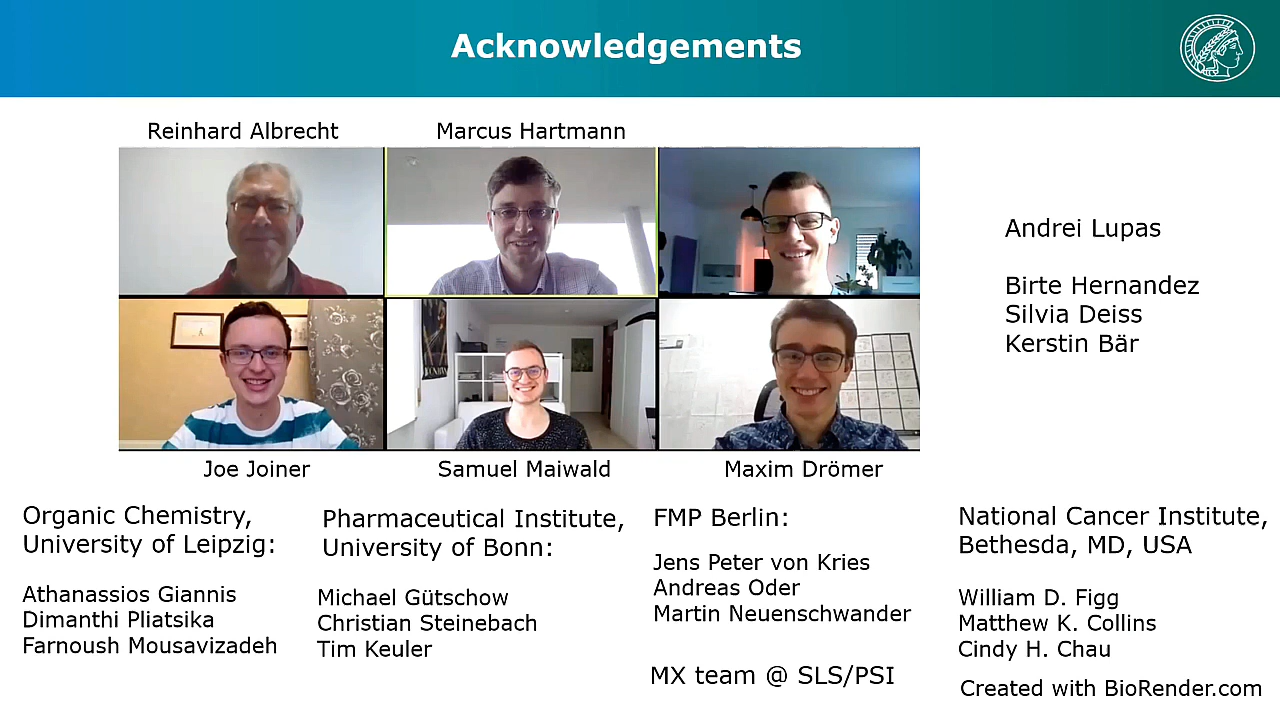 Acknowledgements
Reinhard Albrecht
Marcus Hartmann
Joe Joiner
Samuel Maiwald
Maxim Drömer
Andrei Lupas
Birte Hernandez
Silvia Deiss
Kerstin Bär
Organic Chemistry,
University of Leipzig:
Athanassios Giannis
Dimanthi Pliatsika
Farnoush Mousavizadeh
Pharmaceutical Institute,
University of Bonn:
Michael Gütschow
Christian Steinebach
Tim Keuler
FMP Berlin:
Jens Peter von Kries
Andreas Oder
Martin Neuenschwander
MX team @ SLS/PSI
National Cancer Institute,
Bethesda, MD, USA
William D. Figg
Matthew K. Collins
Cindy H. Chau
Created with BioRender.com